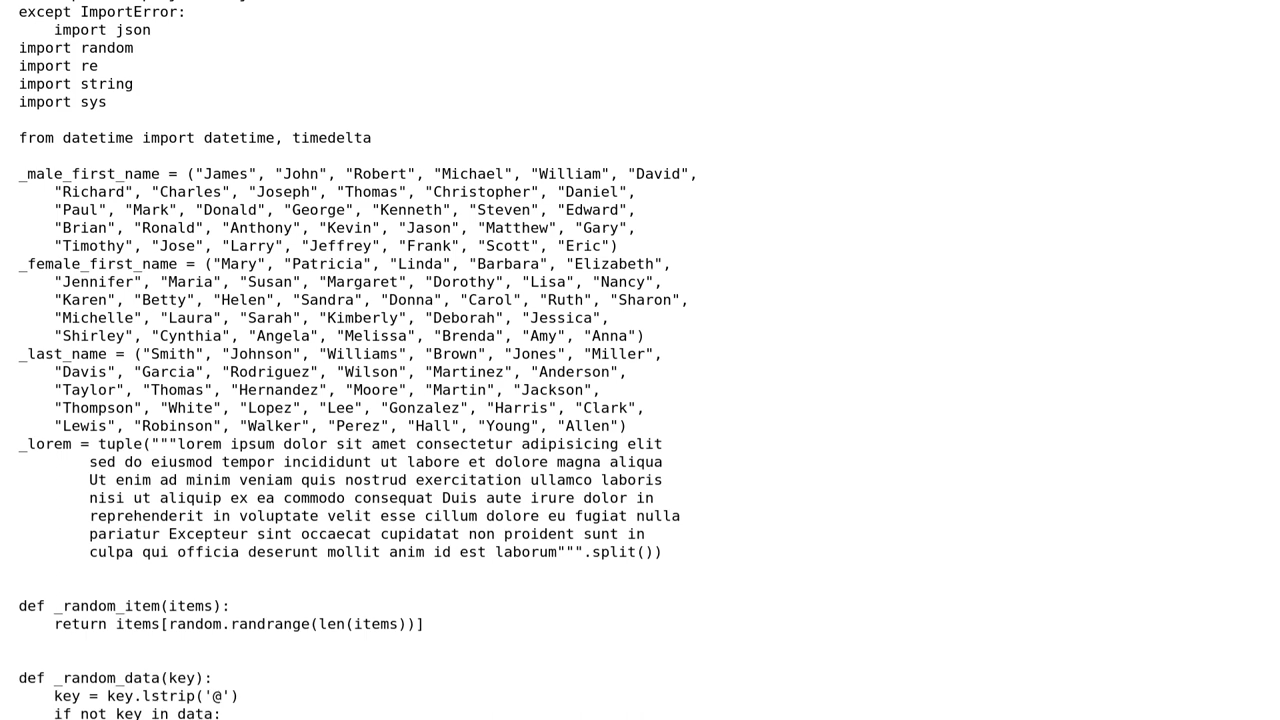 except ImportError:
    import json
import random
import re
import string
import sys

from datetime import datetime, timedelta

_male_first_name = ("James", "John", "Robert", "Michael", "William", "David",
    "Richard", "Charles", "Joseph", "Thomas", "Christopher", "Daniel",
    "Paul", "Mark", "Donald", "George", "Kenneth", "Steven", "Edward",
    "Brian", "Ronald", "Anthony", "Kevin", "Jason", "Matthew", "Gary",
    "Timothy", "Jose", "Larry", "Jeffrey", "Frank", "Scott", "Eric")
_female_first_name = ("Mary", "Patricia", "Linda", "Barbara", "Elizabeth",
    "Jennifer", "Maria", "Susan", "Margaret", "Dorothy", "Lisa", "Nancy",
    "Karen", "Betty", "Helen", "Sandra", "Donna", "Carol", "Ruth", "Sharon",
    "Michelle", "Laura", "Sarah", "Kimberly", "Deborah", "Jessica",
    "Shirley", "Cynthia", "Angela", "Melissa", "Brenda", "Amy", "Anna")
_last_name = ("Smith", "Johnson", "Williams", "Brown", "Jones", "Miller",
    "Davis", "Garcia", "Rodriguez", "Wilson", "Martinez", "Anderson",
    "Taylor", "Thomas", "Hernandez", "Moore", "Martin", "Jackson",
    "Thompson", "White", "Lopez", "Lee", "Gonzalez", "Harris", "Clark",
    "Lewis", "Robinson", "Walker", "Perez", "Hall", "Young", "Allen")
_lorem = tuple("""lorem ipsum dolor sit amet consectetur adipisicing elit
        sed do eiusmod tempor incididunt ut labore et dolore magna aliqua
        Ut enim ad minim veniam quis nostrud exercitation ullamco laboris
        nisi ut aliquip ex ea commodo consequat Duis aute irure dolor in
        reprehenderit in voluptate velit esse cillum dolore eu fugiat nulla
        pariatur Excepteur sint occaecat cupidatat non proident sunt in
        culpa qui officia deserunt mollit anim id est laborum""".split())


def _random_item(items):
    return items[random.randrange(len(items))]


def _random_data(key):
    key = key.lstrip('@')
    if not key in data: